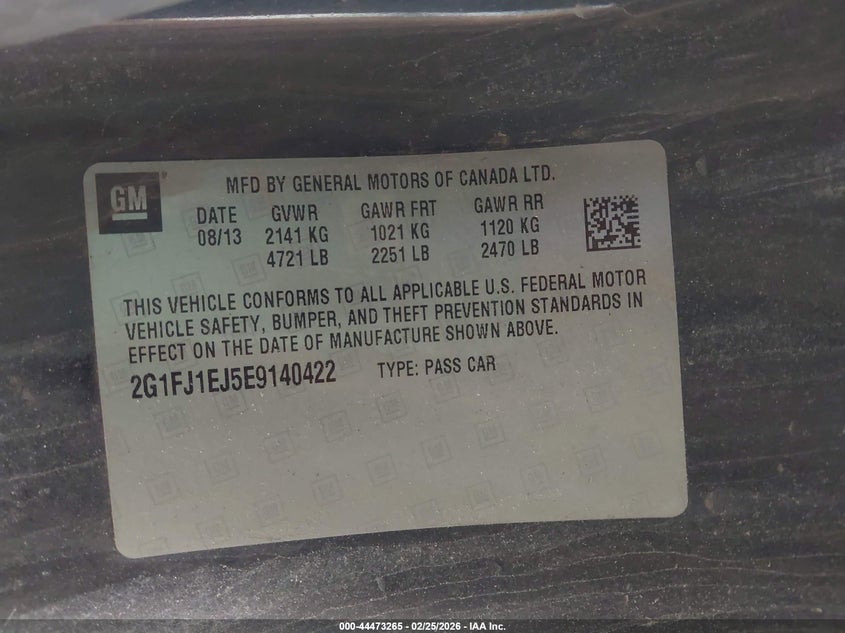 GM
MFD BY GENERAL MOTORS OF CANADA LTD.
DATE GVWR GAWR FRT GAWR RR
08/13 2141 KG 1021 KG 1120 KG
4721 LB 2251 LB 2470 LB
THIS VEHICLE CONFORMS TO ALL APPLICABLE U.S. FEDERAL MOTOR
VEHICLE SAFETY, BUMPER, AND THEFT PREVENTION STANDARDS IN
EFFECT ON THE DATE OF MANUFACTURE SHOWN ABOVE.
2G1FJ1EJ5E9140422 TYPE: PASS CAR
000-44473265 - 02/25/2026 - IAA Inc.